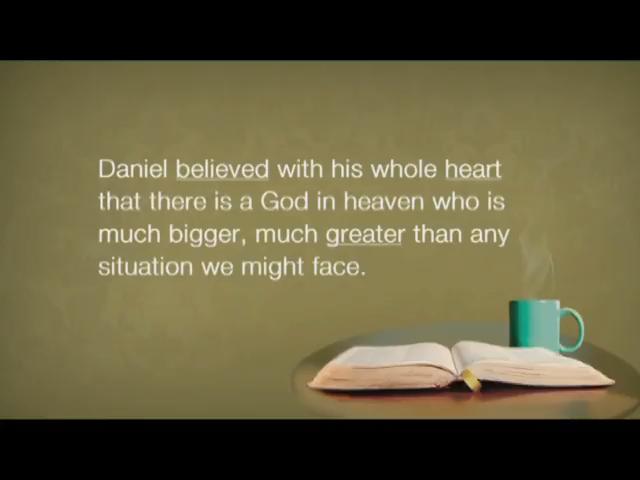 Daniel believed with his whole heart
that there is a God in heaven who is
much bigger, much greater than any
situation we might face.